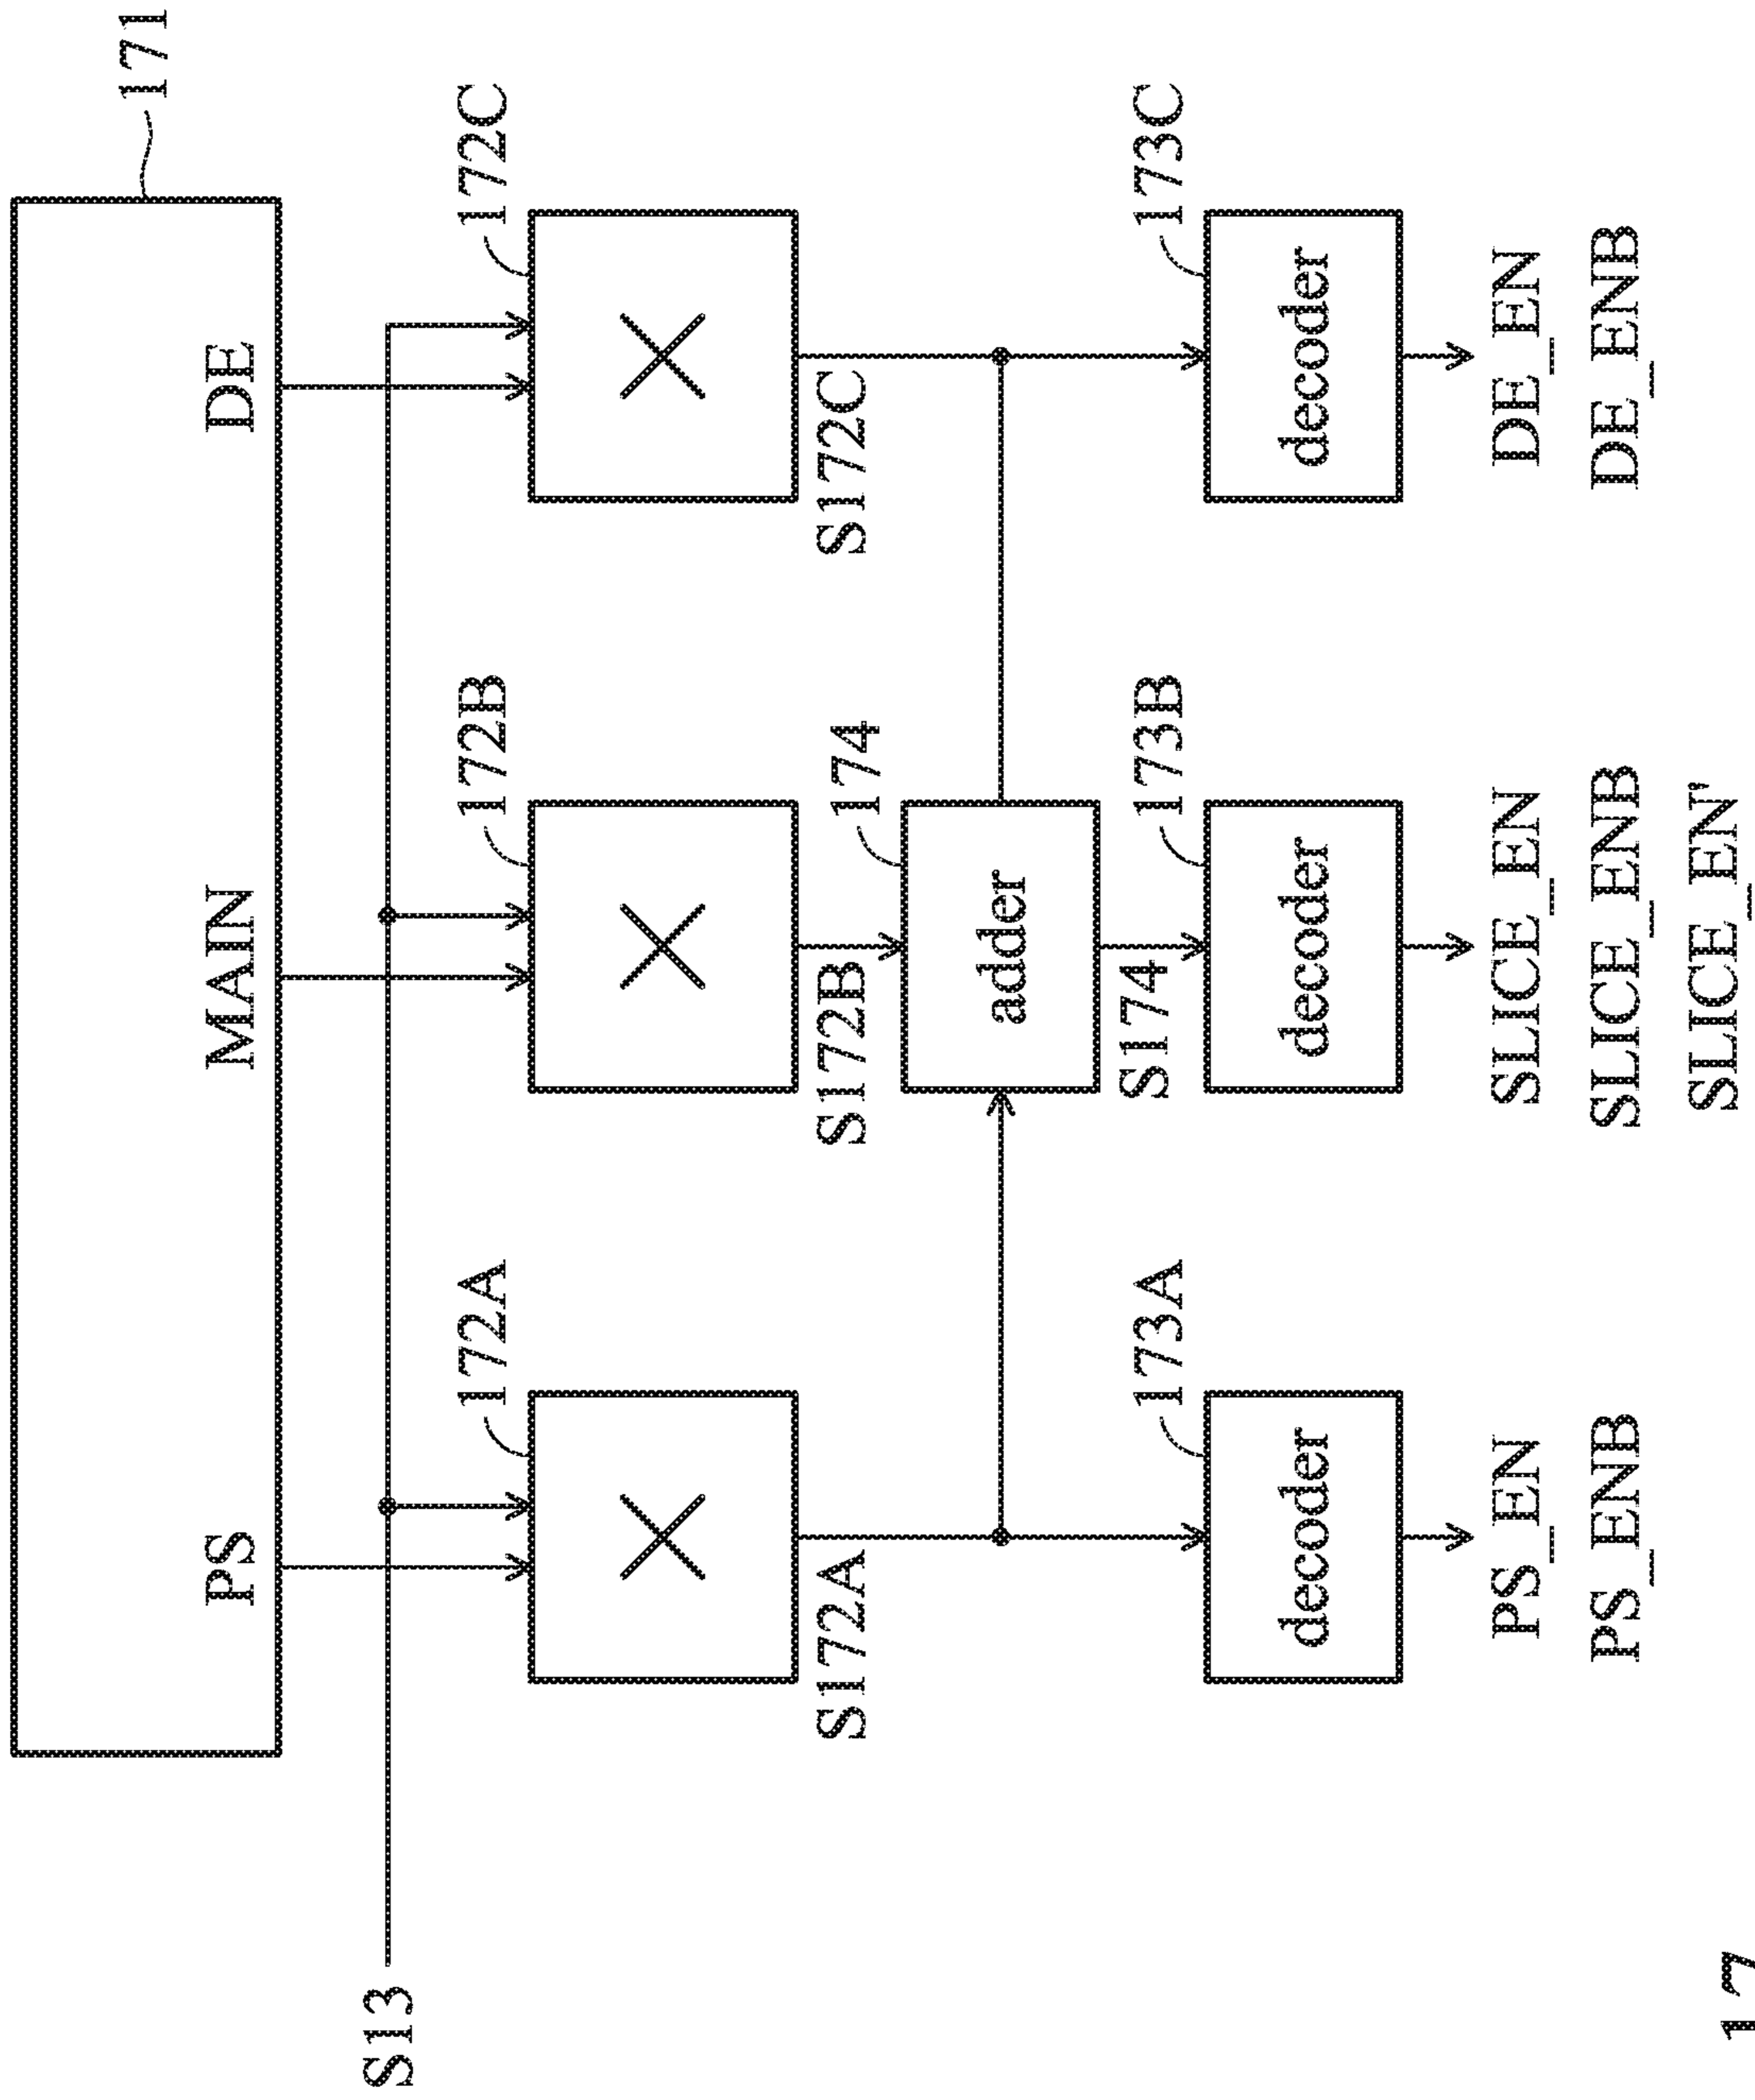 171
PS MAIN DE
S13
172A 172B 172C
S172A S172B S172C
174
adder
S174
173A 173B 173C
decoder decoder decoder
PS_EN SLICE_EN DE_EN
PS_ENB SLICE_ENB DE_ENB
SLICE_EN'
17